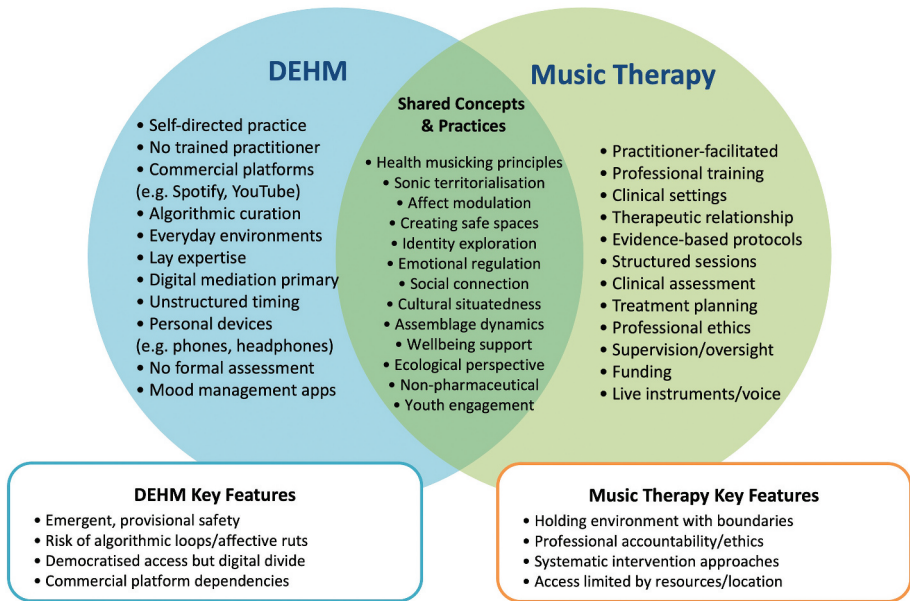 DEHM
• Self-directed practice
• No trained practitioner
• Commercial platforms
(e.g. Spotify, YouTube)
• Algorithmic curation
• Everyday environments
• Lay expertise
• Digital mediation primary
• Unstructured timing
• Personal devices
(e.g. phones, headphones)
• No formal assessment
• Mood management apps
Shared Concepts
& Practices
• Health musicking principles
• Sonic territorialisation
• Affect modulation
• Creating safe spaces
• Identity exploration
• Emotional regulation
• Social connection
• Cultural situatedness
• Assemblage dynamics
• Wellbeing support
• Ecological perspective
• Non-pharmaceutical
• Youth engagement
Music Therapy
• Practitioner-facilitated
• Professional training
• Clinical settings
• Therapeutic relationship
• Evidence-based protocols
• Structured sessions
• Clinical assessment
• Treatment planning
• Professional ethics
• Supervision/oversight
• Funding
• Live instruments/voice
DEHM Key Features
• Emergent, provisional safety
• Risk of algorithmic loops/affective ruts
• Democratised access but digital divide
• Commercial platform dependencies
Music Therapy Key Features
• Holding environment with boundaries
• Professional accountability/ethics
• Systematic intervention approaches
• Access limited by resources/location